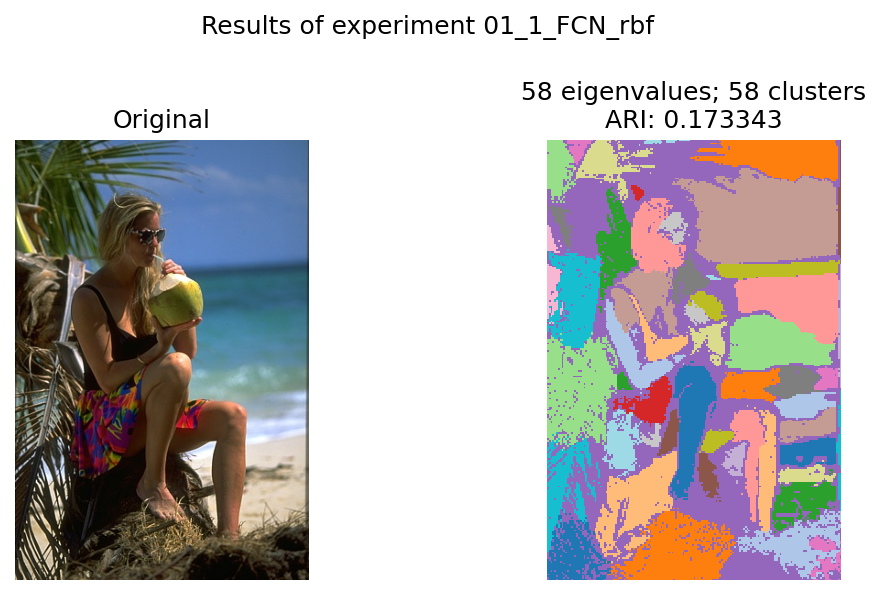 Results of experiment 01_1_FCN_rbf
Original
58 eigenvalues; 58 clusters
ARI: 0.173343